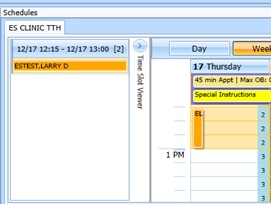 Schedules
ES CLINIC TTH
12/17 12:15 - 12/17 13:00 [2]
ESTEST,LARRY D
Time Slot Viewer
Day
Week
17 Thursday
45 min Appt | Max OB: 0
Special Instructions
EL
1 PM
2
2
2
2
3
3
3
3